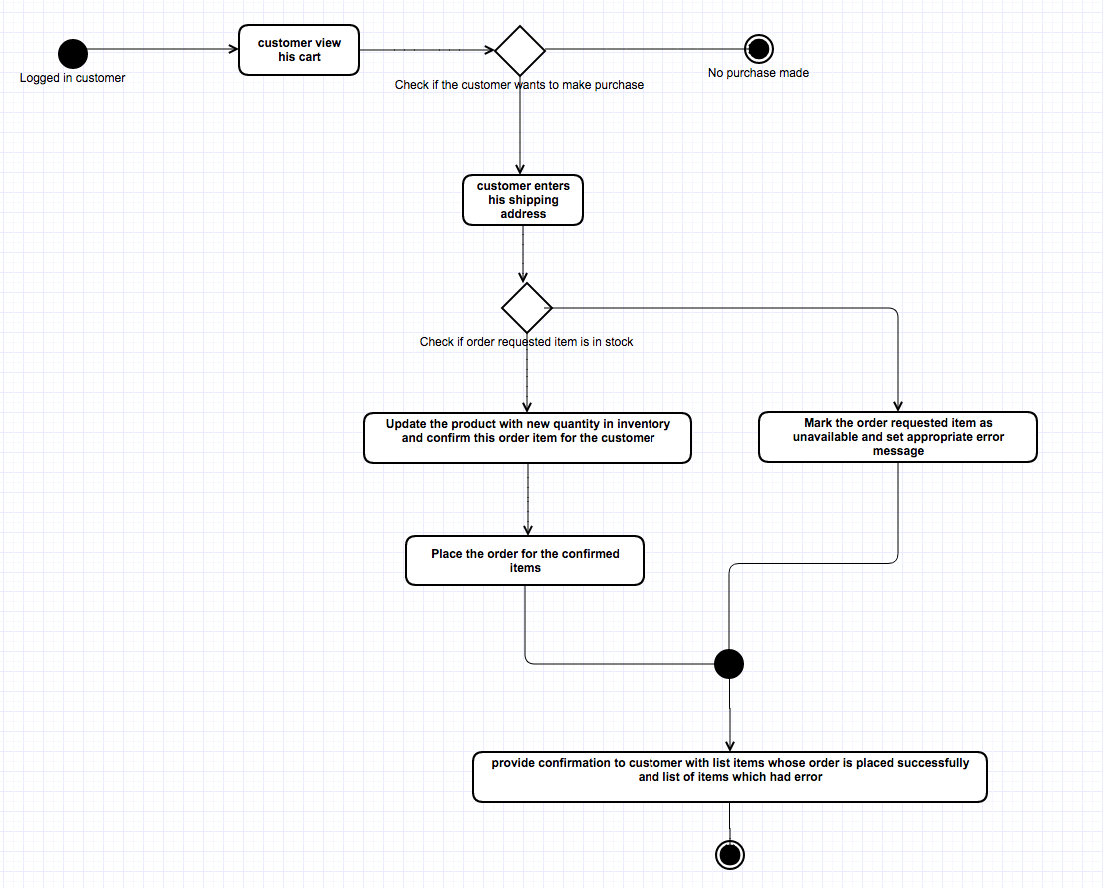 customer view
his cart
Logged in customer
No purchase made
Check if the customer wants to make purchase
customer enters
his shipping
address
Check if order requested item is in stock
Update the product with new quantity in inventory
and confirm this order item for the customer
Mark the order requested item as
unavailable and set appropriate error
message
Place the order for the confirmed
items
provide confirmation to customer with list items whose order is placed successfully
and list of items which had error